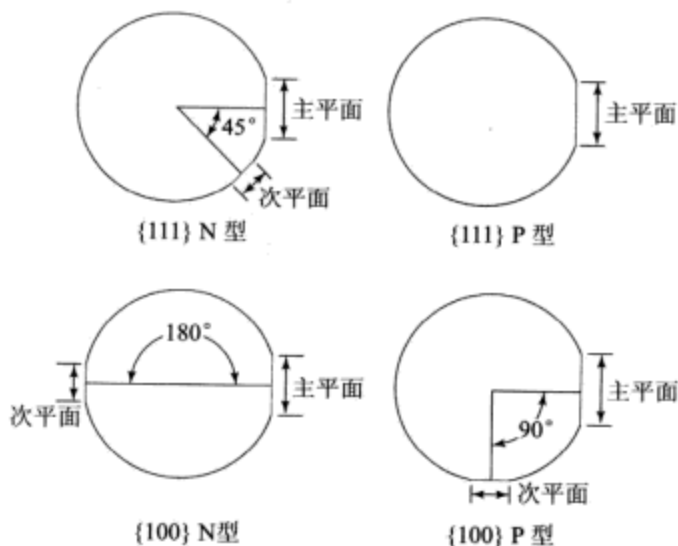 45°
主平面
次平面
{111} N 型
主平面
{111} P 型
180°
主平面
次平面
{100} N型
90°
主平面
次平面
{100} P 型